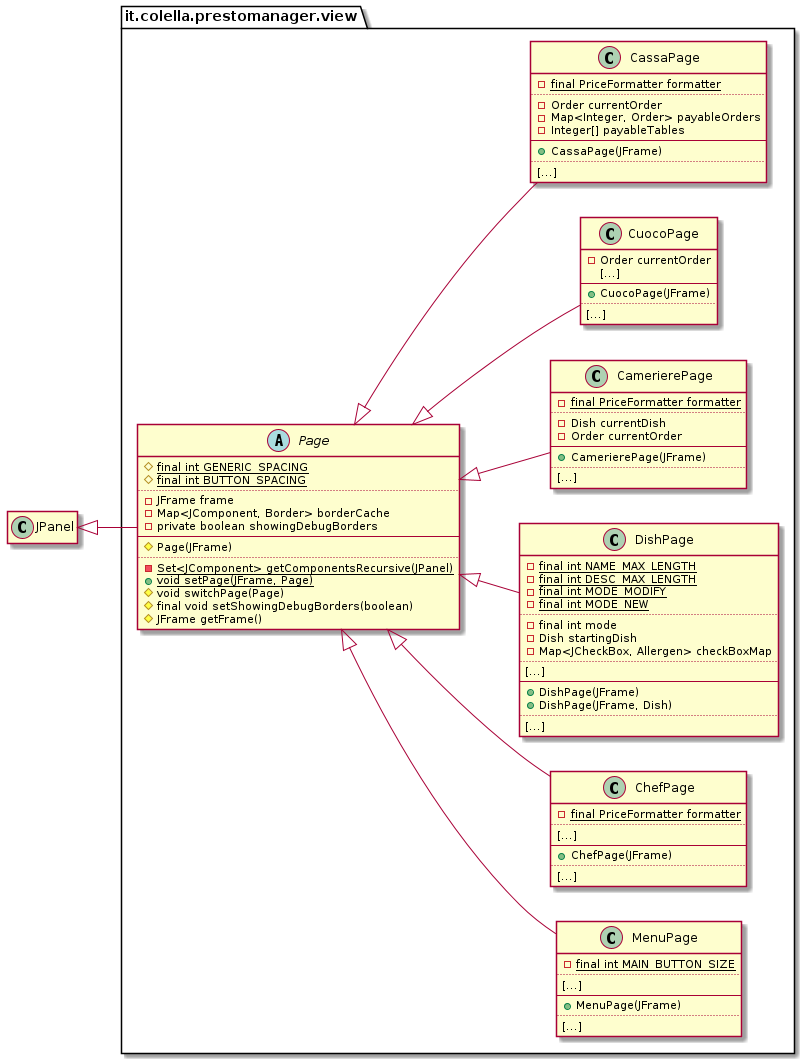 it.colella.prestomanager.view
C CassaPage
final PriceFormatter formatter
Order currentOrder
Map<Integer, Order> payableOrders
Integer[] payableTables
CassaPage(JFrame)
[...]
C CuocoPage
Order currentOrder
[...]
CuocoPage(JFrame)
[...]
C CamerierePage
final PriceFormatter formatter
Dish currentDish
Order currentOrder
CamerierePage(JFrame)
[...]
A Page
final int GENERIC_SPACING
final int BUTTON_SPACING
JFrame frame
Map<JComponent, Border> borderCache
private boolean showingDebugBorders
Page(JFrame)
Set<JComponent> getComponentsRecursive(JPanel)
void setPage(JFrame, Page)
void switchPage(Page)
final void setShowingDebugBorders(boolean)
JFrame getFrame()
C JPanel
C DishPage
final int NAME_MAX_LENGTH
final int DESC_MAX_LENGTH
final int MODE_MODIFY
final int MODE_NEW
final int mode
Dish startingDish
Map<JCheckBox, Allergen> checkBoxMap
[...]
DishPage(JFrame)
DishPage(JFrame, Dish)
[...]
C ChefPage
final PriceFormatter formatter
[...]
ChefPage(JFrame)
[...]
C MenuPage
final int MAIN_BUTTON_SIZE
[...]
MenuPage(JFrame)
[...]